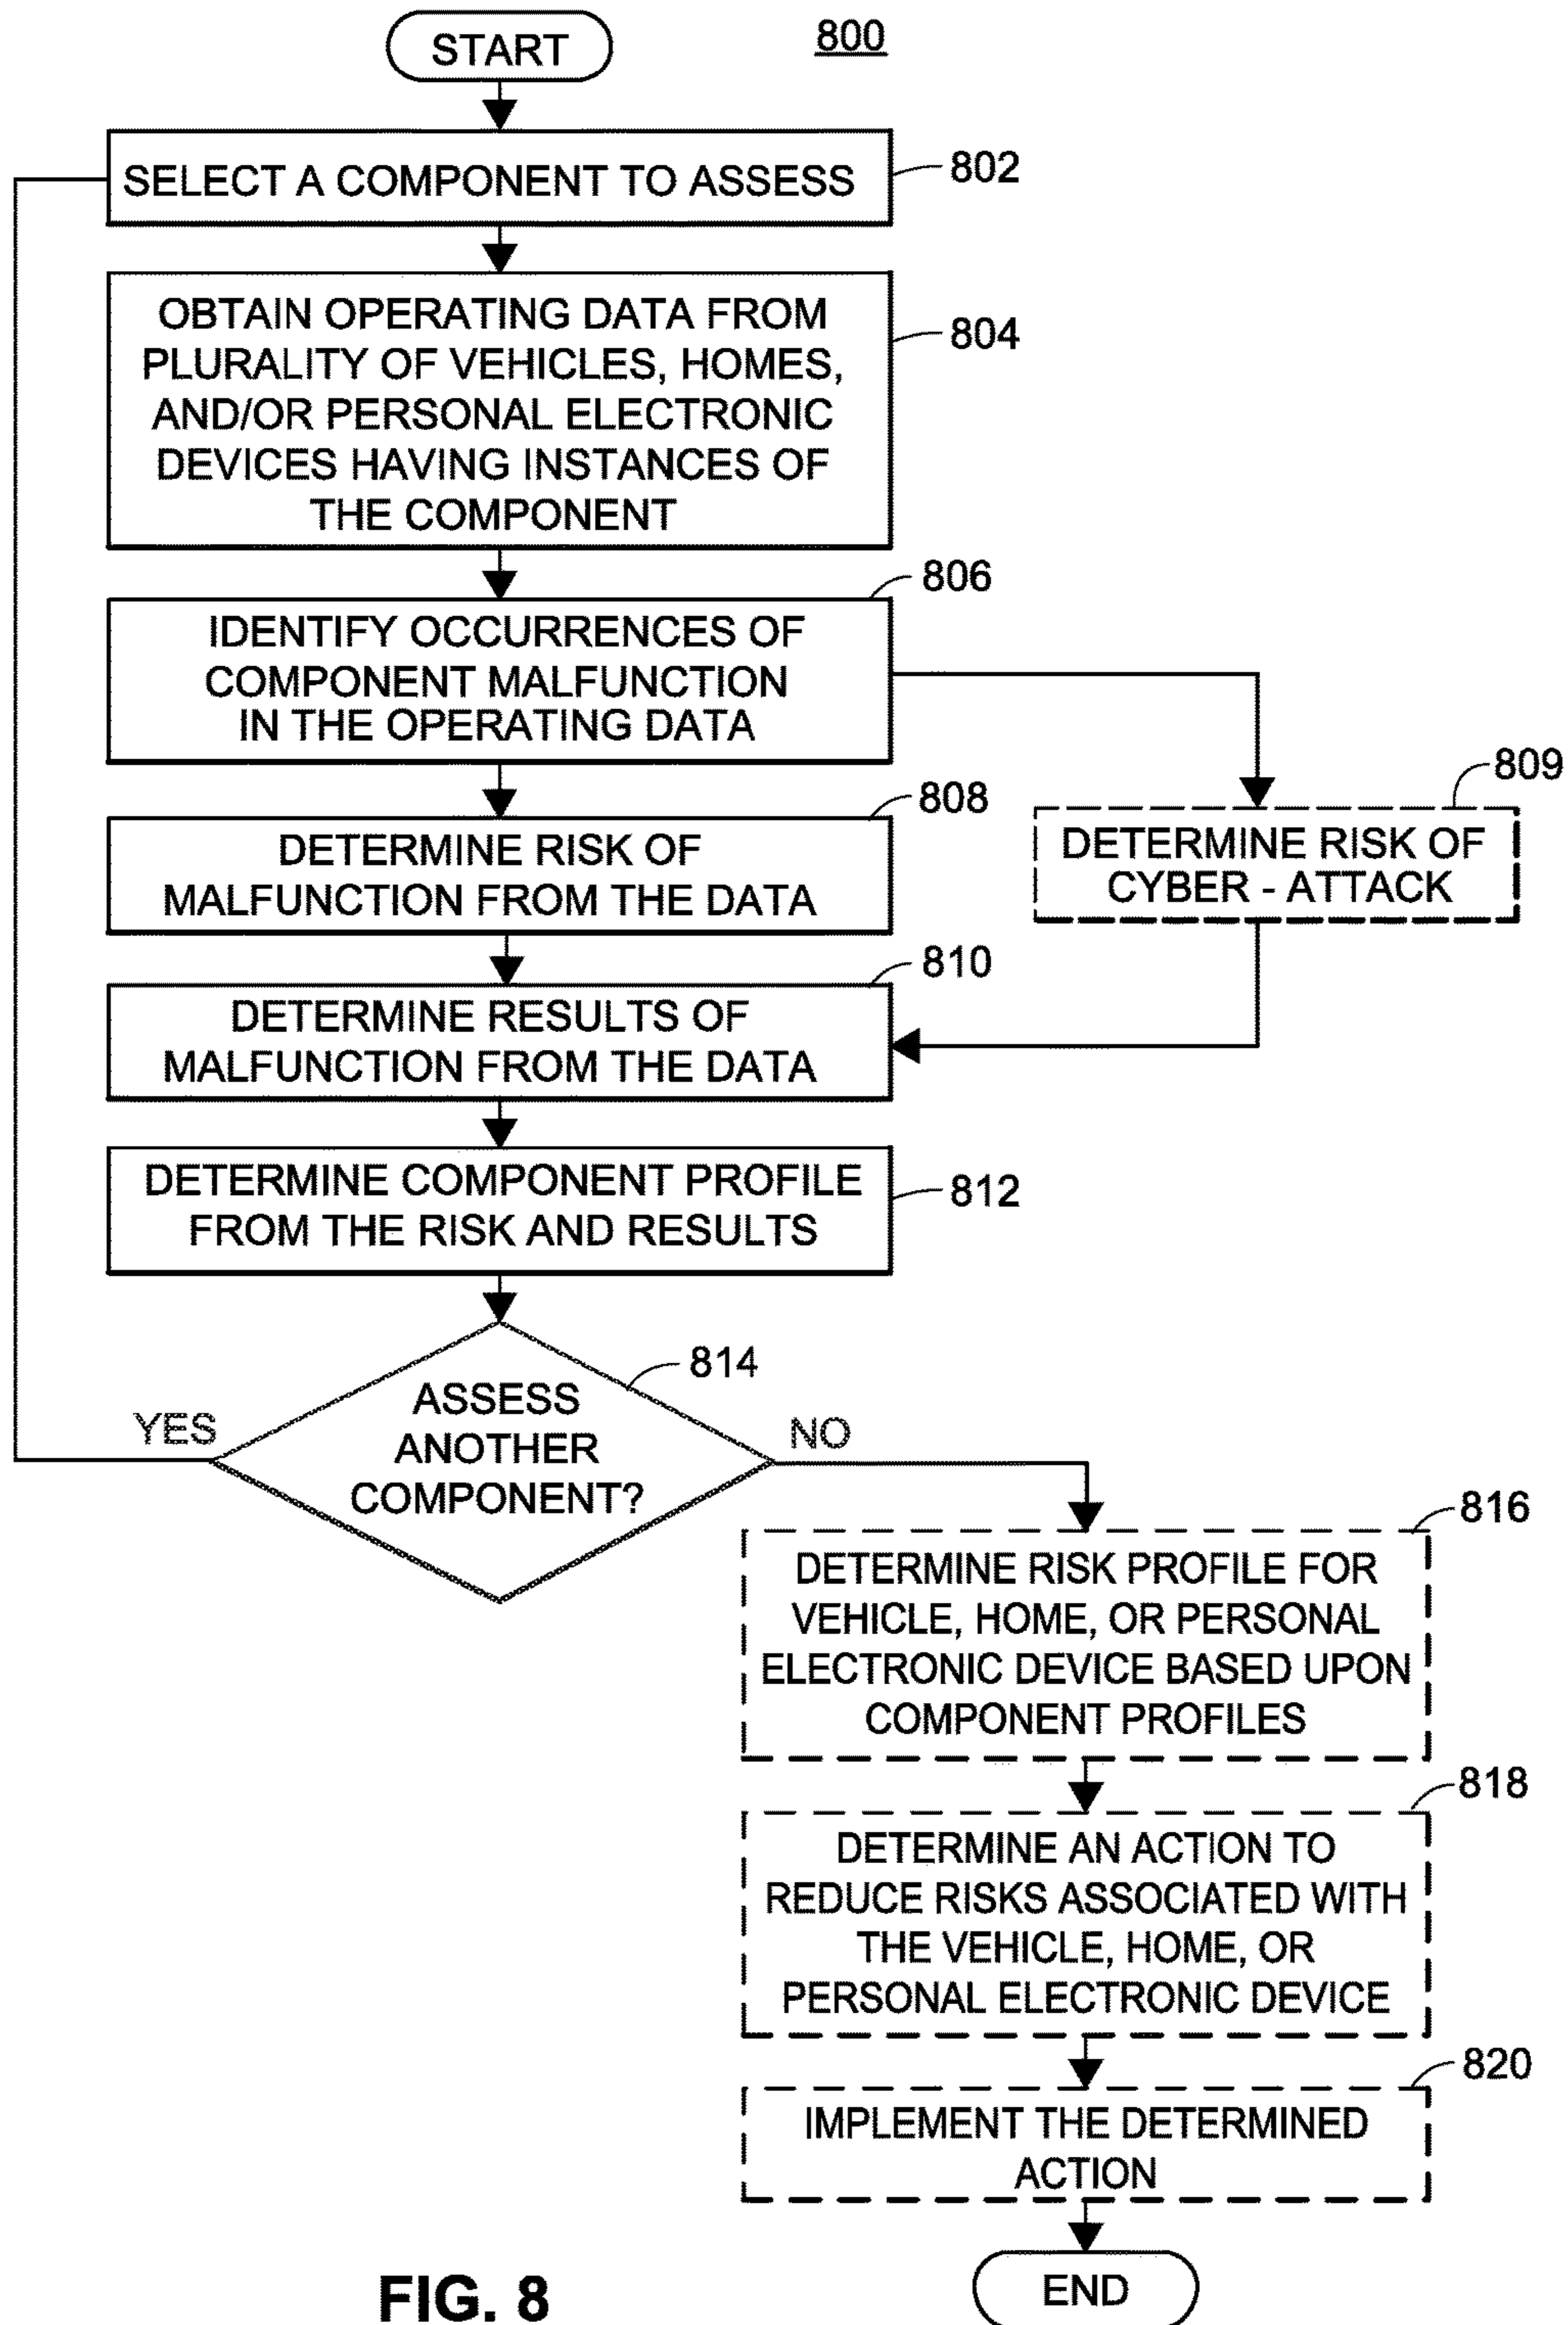 START
800
SELECT A COMPONENT TO ASSESS
802
OBTAIN OPERATING DATA FROM
PLURALITY OF VEHICLES, HOMES,
AND/OR PERSONAL ELECTRONIC
DEVICES HAVING INSTANCES OF
THE COMPONENT
804
806
IDENTIFY OCCURRENCES OF
COMPONENT MALFUNCTION
IN THE OPERATING DATA
808
DETERMINE RISK OF
MALFUNCTION FROM THE DATA
809
DETERMINE RISK OF
CYBER - ATTACK
810
DETERMINE RESULTS OF
MALFUNCTION FROM THE DATA
DETERMINE COMPONENT PROFILE
FROM THE RISK AND RESULTS
812
814
ASSESS
ANOTHER
COMPONENT?
YES
NO
816
DETERMINE RISK PROFILE FOR
VEHICLE, HOME, OR PERSONAL
ELECTRONIC DEVICE BASED UPON
COMPONENT PROFILES
818
DETERMINE AN ACTION TO
REDUCE RISKS ASSOCIATED WITH
THE VEHICLE, HOME, OR
PERSONAL ELECTRONIC DEVICE
820
IMPLEMENT THE DETERMINED
ACTION
END
FIG. 8